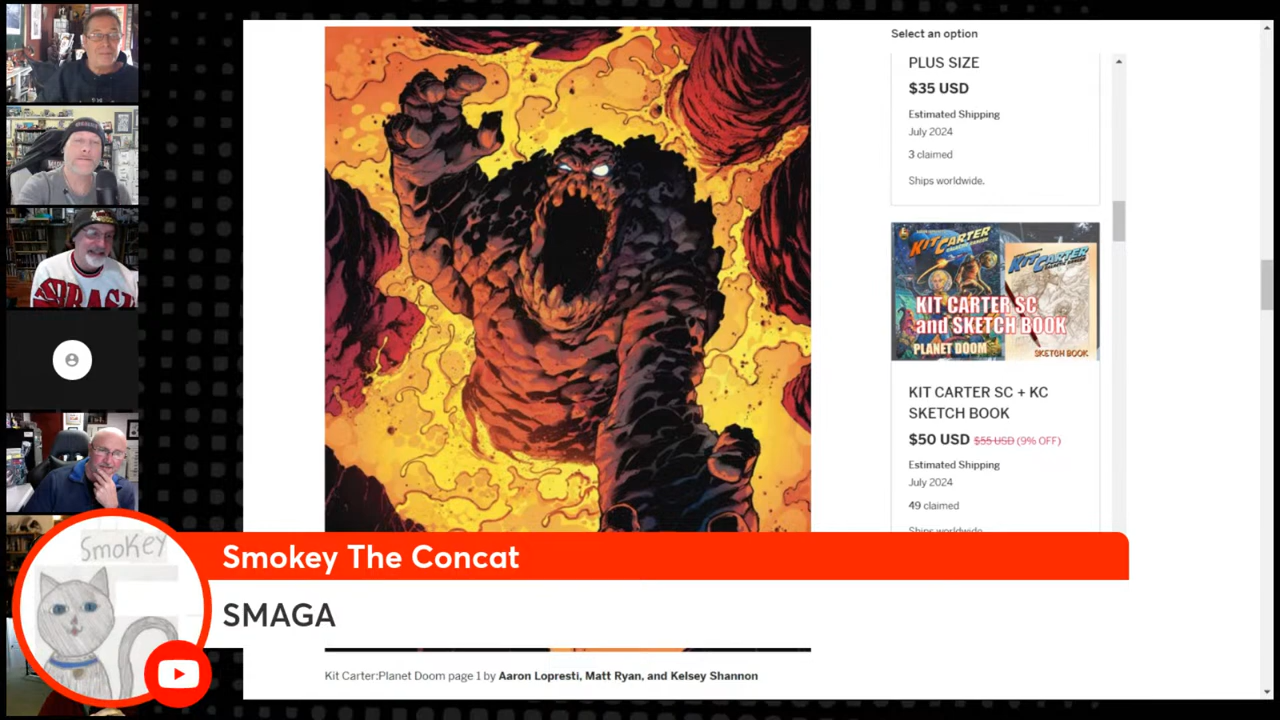 Select an option
PLUS SIZE
$35 USD
Estimated Shipping
July 2024
3 claimed
Ships worldwide.
KIT CARTER
KIT CARTER
KIT CARTER SC
and SKETCH BOOK
PLANET DOOM
SKETCH BOOK
KIT CARTER SC + KC
SKETCH BOOK
$50 USD $55 USD (9% OFF)
Estimated Shipping
July 2024
49 claimed
Ships worldwide.
Smokey
Smokey The Concat
SMAGA
Kit Carter:Planet Doom page 1 by Aaron Lopresti, Matt Ryan, and Kelsey Shannon